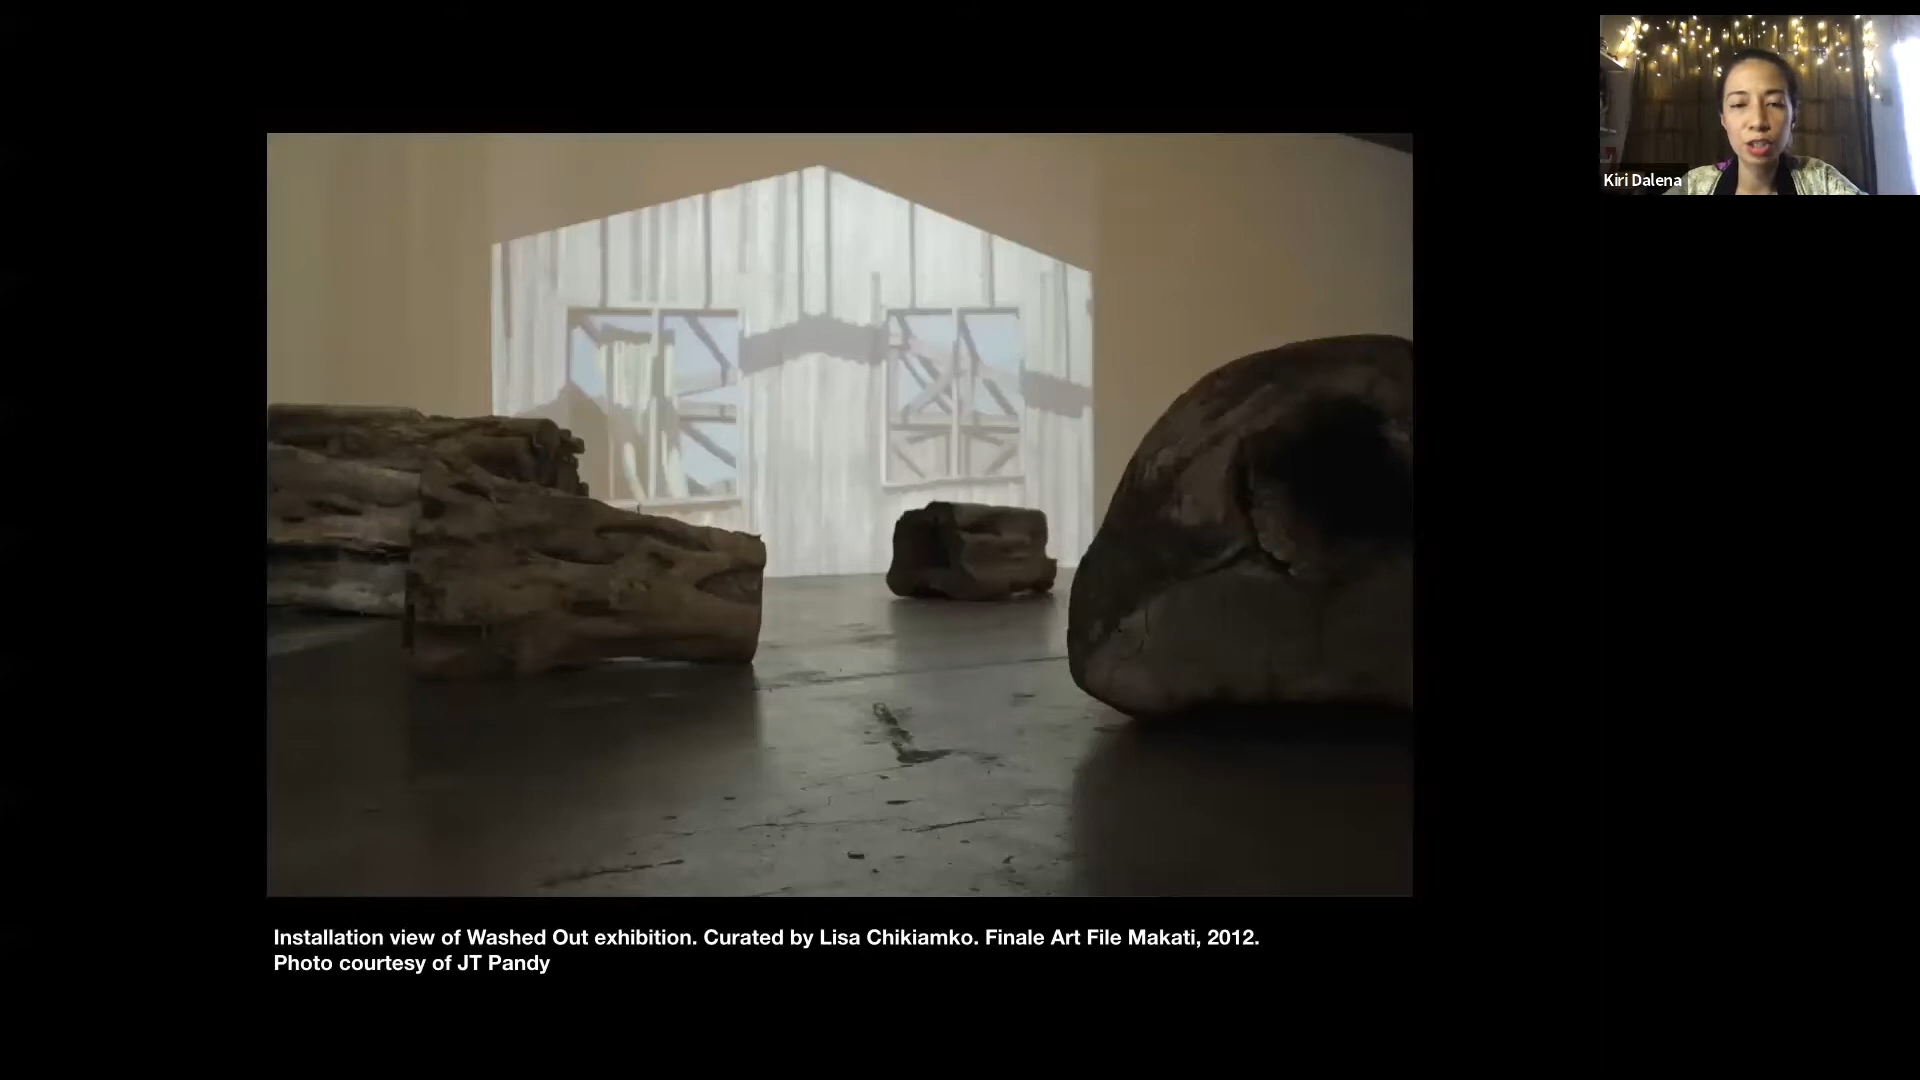 Kiri Dalena
Installation view of Washed Out exhibition. Curated by Lisa Chikiamko. Finale Art File Makati, 2012.
Photo courtesy of JT Pandy